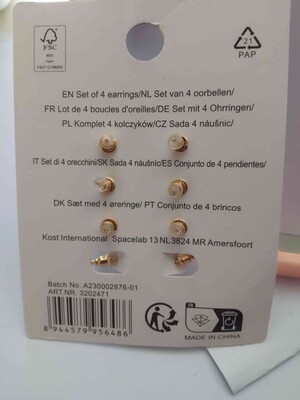 FSC
21
PAP
EN Set of 4 earrings/NL Set van 4 oorbellen/
FR Lot de 4 boucles d'oreilles/DE Set mit 4 Ohrringen/
PL Komplet 4 kolczyków/CZ Sada 4 náušnic/
IT Set di 4 orecchini/SK Sada 4 náušnic/ES Conjunto de 4 pendientes/
DK Sæt med 4 øreringe/ PT Conjunto de 4 brincos
Kost International Spacelab 13 NL 3824 MR Amersfoort
Batch No. A230002876-01
ART.NR. 3202471
8 944579 956486
MADE IN CHINA